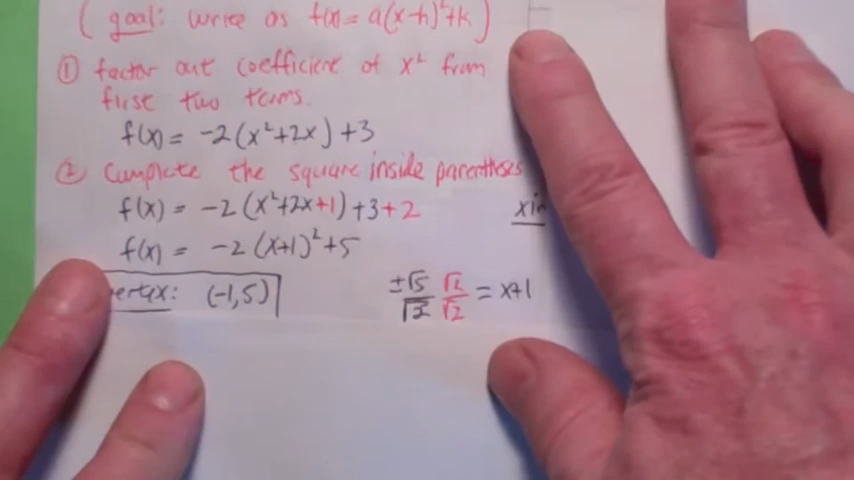 (goal: write as f(x) = a(x-h)²+k)
① factor out coefficient of x² from
first two terms.
f(x) = -2(x²+2x)+3
② Complete the square inside parentheses
f(x) = -2(x²+2x+1)+3+2
f(x) = -2(x+1)²+5
(-1,5)
±√5/√2 √2/√2 = x+1